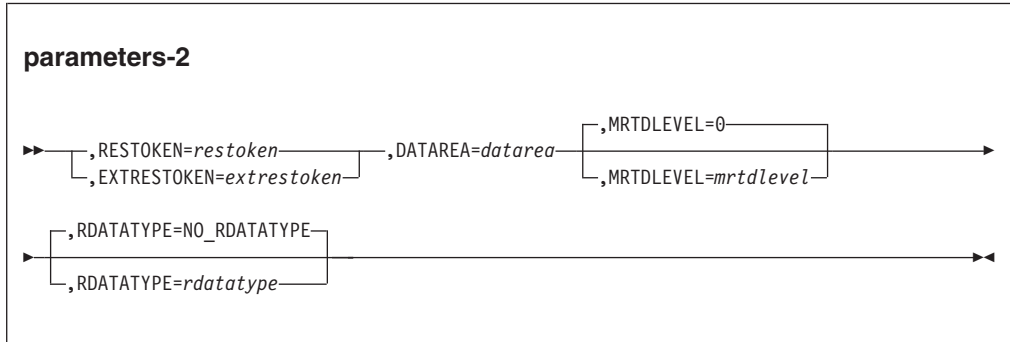 parameters-2
,MRTDLEVEL=0
,RESTOKEN=restoken ,DATAREA=datarea
,EXTRESTOKEN=extrestoken ,MRTDLEVEL=mrtdlevel
,RDATATYPE=NO_RDATATYPE
,RDATATYPE=rdatatype